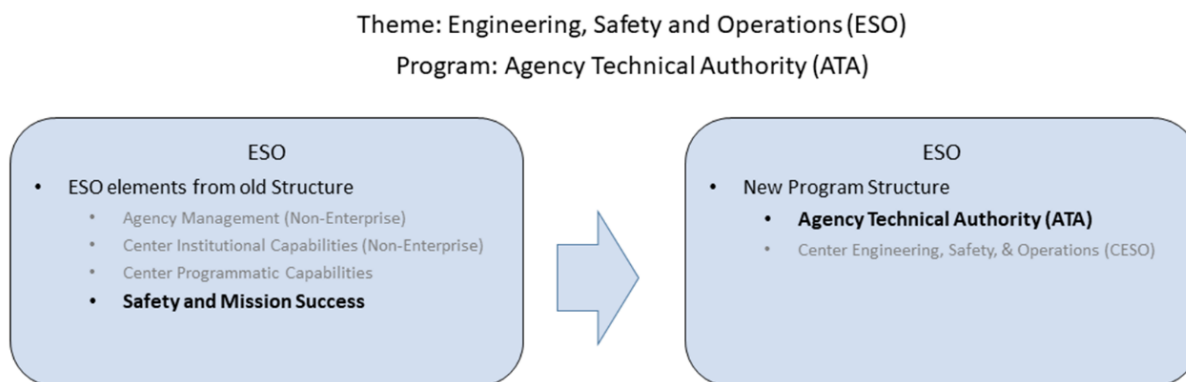 Theme: Engineering, Safety and Operations (ESO)
Program: Agency Technical Authority (ATA)
ESO
• ESO elements from old Structure
• Agency Management (Non-Enterprise)
• Center Institutional Capabilities (Non-Enterprise)
• Center Programmatic Capabilities
• Safety and Mission Success
ESO
• New Program Structure
• Agency Technical Authority (ATA)
• Center Engineering, Safety, & Operations (CESO)